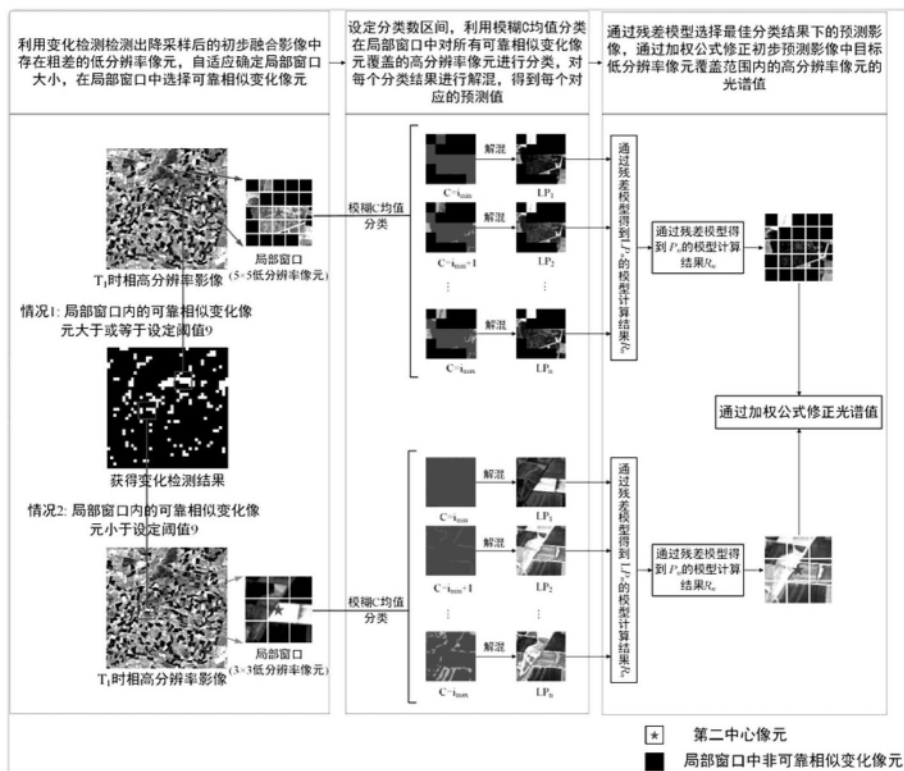 利用变化检测检测出降采样后的初步融合影像中
存在粗差的低分辨率像元，自适应确定局部窗口
大小，在局部窗口中选择可靠相似变化像元
设定分类数区间，利用模糊C均值分类
在局部窗口中对所有可靠相似变化像
元覆盖的高分辨率像元进行分类，对
每个分类结果进行解混，得到每个对
应的预测值
通过残差模型选择最佳分类结果下的预测影
像，通过加权公式修正初步预测影像中目标
低分辨率像元覆盖范围内的高分辨率像元的
光谱值
T₁时相高分辨率影像
局部窗口
(5×5低分辨率像元)
情况1: 局部窗口内的可靠相似变化像
元大于或等于设定阈值9
获得变化检测结果
情况2: 局部窗口内的可靠相似变化像
元小于设定阈值9
T₁时相高分辨率影像
局部窗口
(3×3低分辨率像元)
模糊C均值
分类
解混
C=iₘᵢₙ
LP₁
解混
C=iₘᵢₙ+1
LP₂
⋮
⋮
解混
C=iₘₐₓ
LPₙ
通过残差模型得到LPₙ的模型计算结果Rₙ
通过残差模型得
到 Pₙ的模型计算
结果Rₙ
通过加权公式修正光谱值
模糊C均值
分类
解混
C=iₘᵢₙ
LP₁
解混
C=iₘᵢₙ+1
LP₂
⋮
⋮
解混
C=iₘₐₓ
LPₙ
通过残差模型得到LPₙ的模型计算结果Rₙ
通过残差模型得
到 Pₙ的模型计算
结果Rₙ
第二中心像元
局部窗口中非可靠相似变化像元